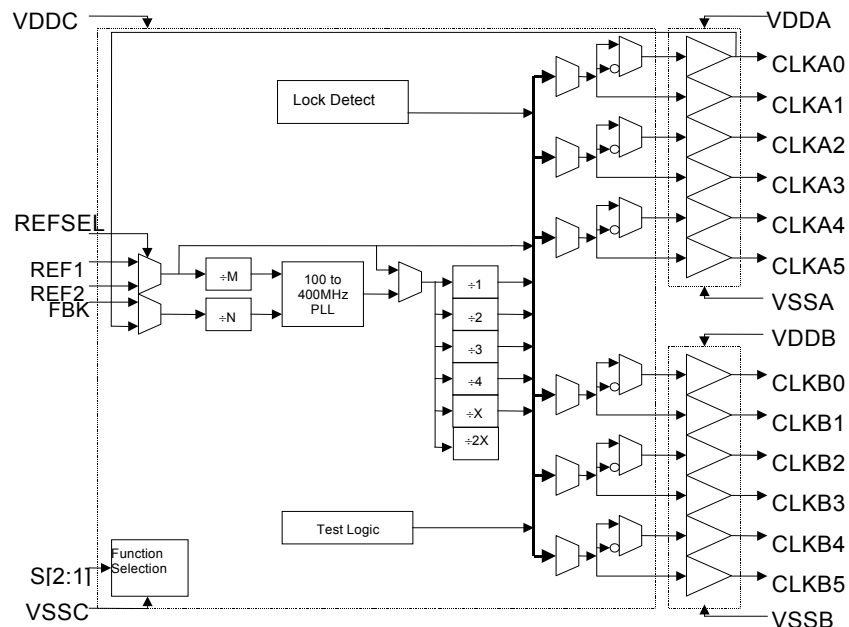 VDDC
VDDA
CLKA0
Lock Detect
CLKA1
CLKA2
CLKA3
REFSEL
CLKA4
REF1
CLKA5
÷M
100 to
400MHz
PLL
÷1
REF2
FBK
÷N
÷2
VSSA
÷3
VDDB
÷4
CLKB0
÷X
CLKB1
÷2X
CLKB2
CLKB3
Test Logic
CLKB4
Function
Selection
S[2:1]
CLKB5
VSSC
VSSB